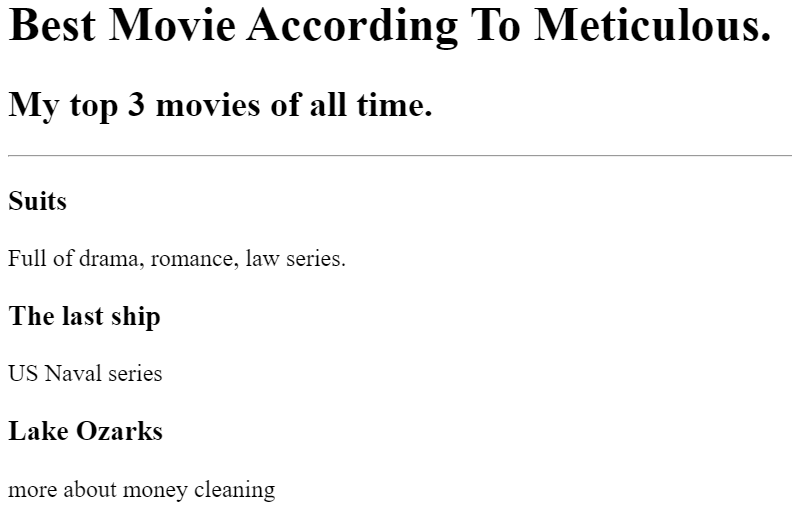 Best Movie According To Meticulous.
My top 3 movies of all time.
Suits
Full of drama, romance, law series.
The last ship
US Naval series
Lake Ozarks
more about money cleaning